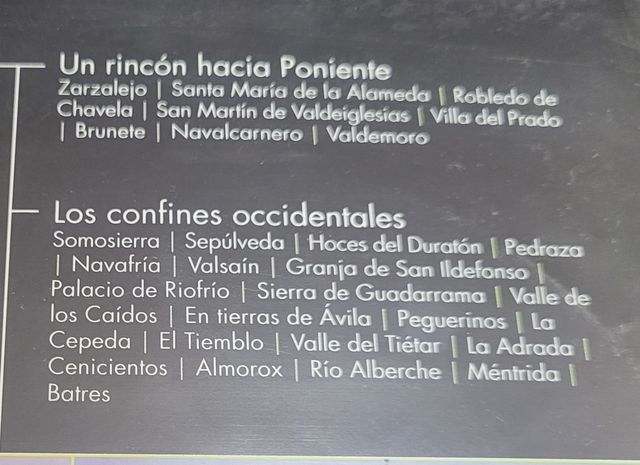 Un rincón hacia Poniente
Zarzalejo | Santa María de la Alameda | Robledo de
Chavela | San Martín de Valdeiglesias | Villa del Prado
| Brunete | Navalcarnero | Valdemoro
Los confines occidentales
Somosierra | Sepúlveda | Hoces del Duratón | Pedraza
| Navafría | Valsaín | Granja de San Ildefonso |
Palacio de Riofrío | Sierra de Guadarrama | Valle de
los Caídos | En tierras de Ávila | Peguerinos | La
Cepeda | El Tiemblo | Valle del Tiétar | La Adrada |
Cenicientos | Almorox | Río Alberche | Méntrida |
Batres